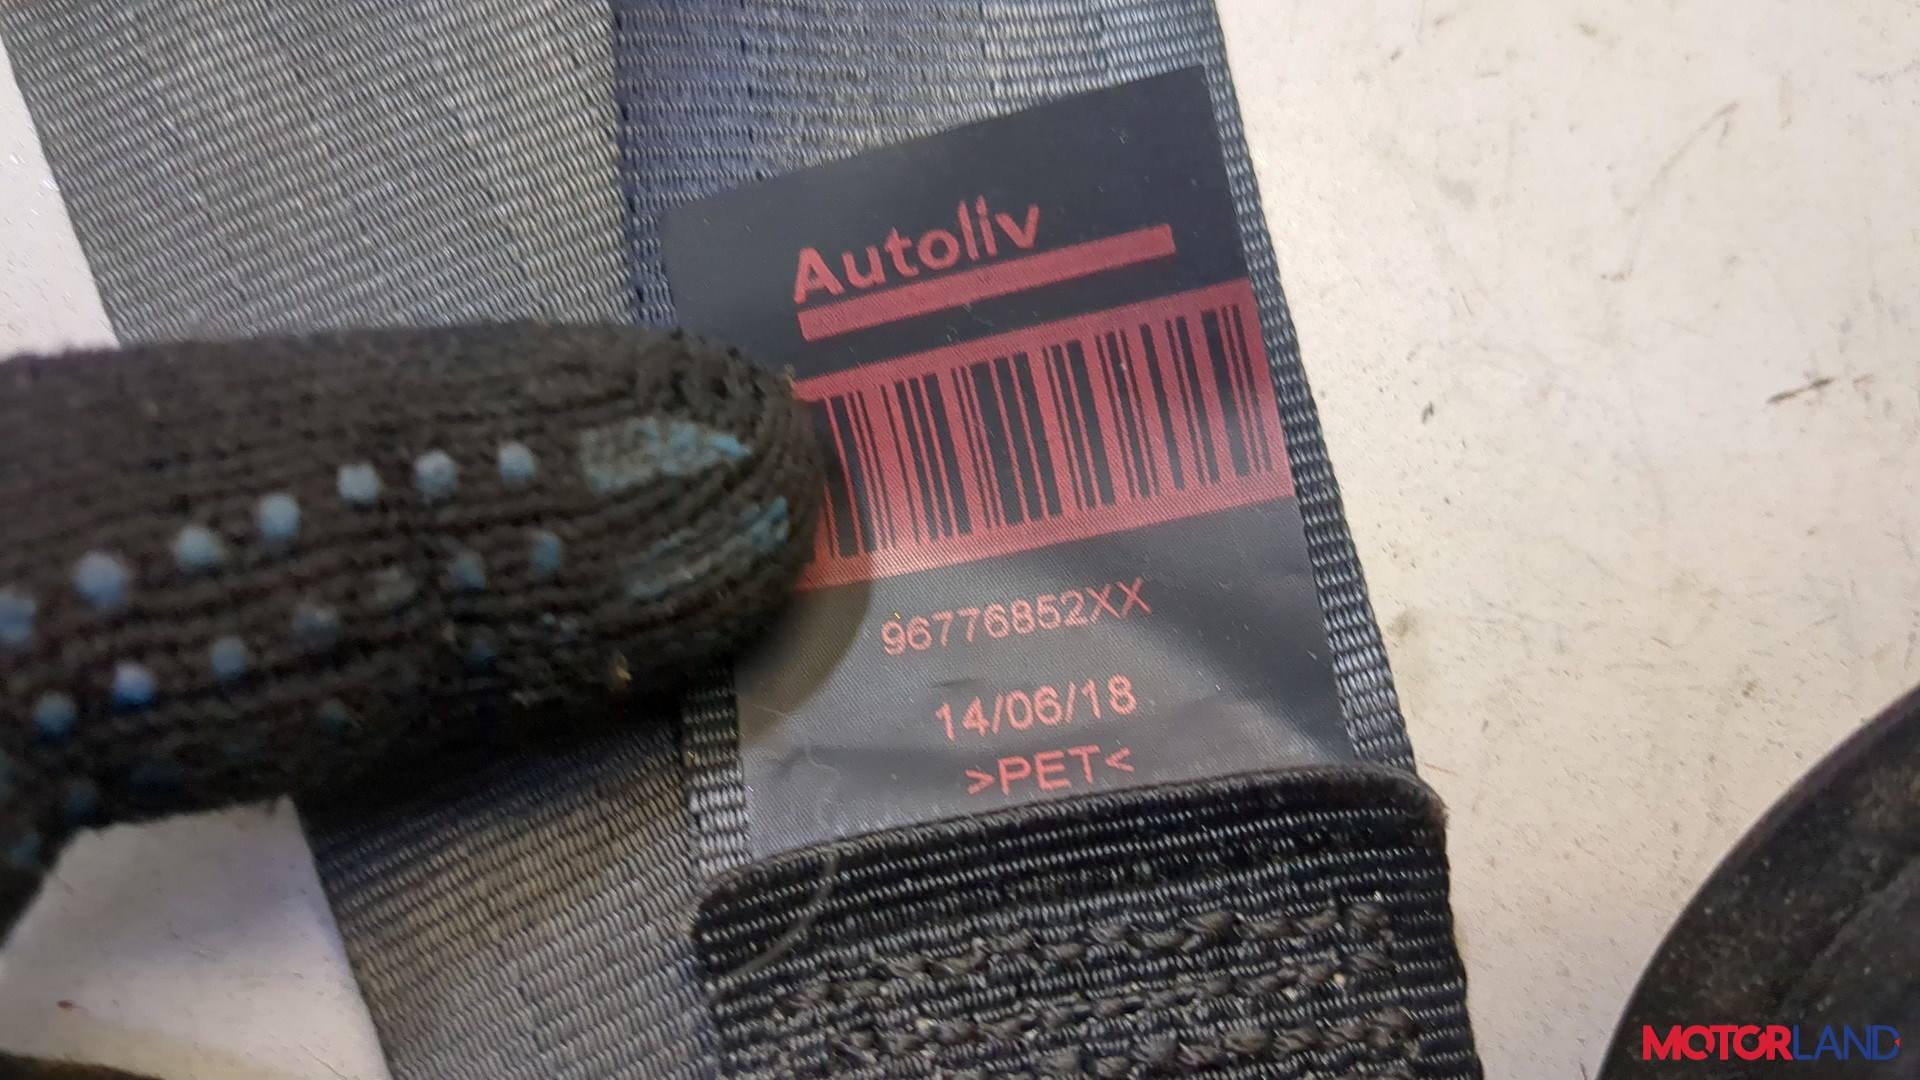 Autoliv
96776852XX
14/06/18
>PET<
MOTORLAND